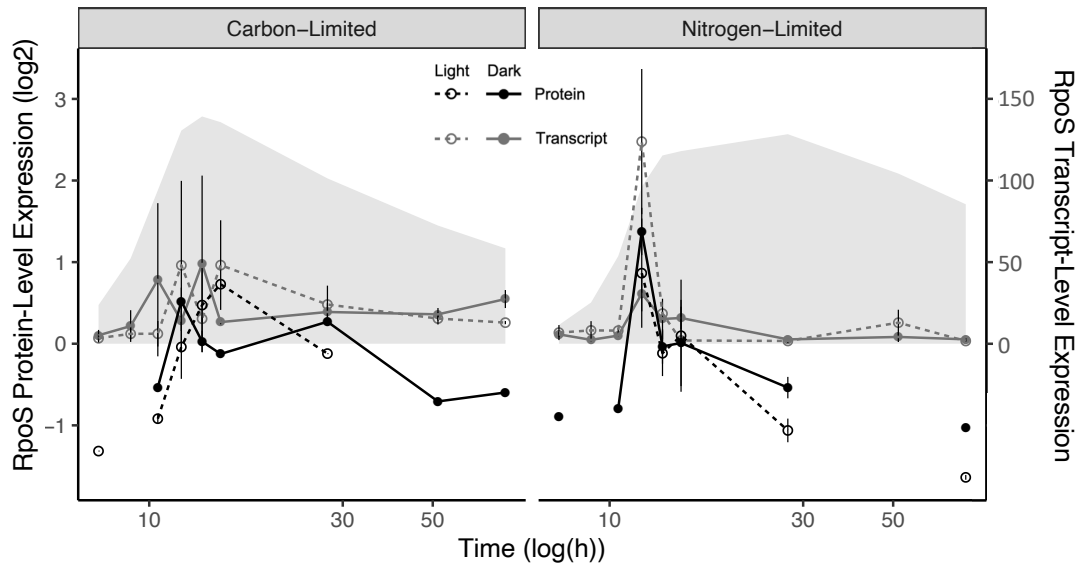 Carbon−Limited
Nitrogen−Limited
RpoS Protein-Level Expression (log2)
3
2
1
0
−1
Light Dark
Protein
Transcript
150
100
50
0
RpoS Transcript-Level Expression
10 30 50
10 30 50
Time (log(h))